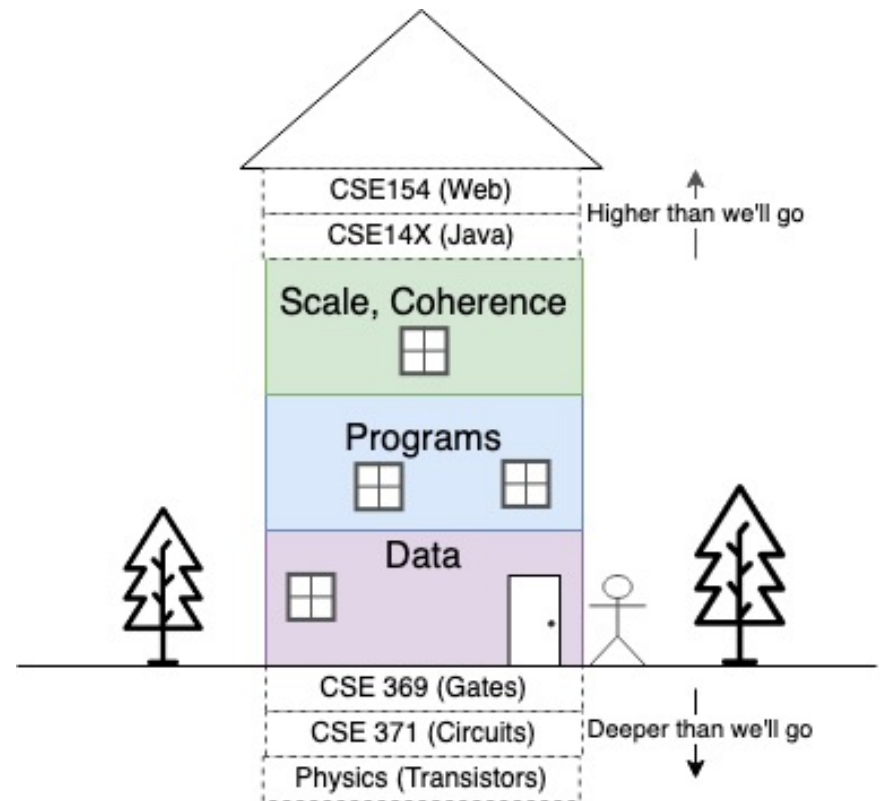 CSE154 (Web)
Higher than we'll go
CSE14X (Java)
Scale, Coherence
Programs
Data
CSE 369 (Gates)
CSE 371 (Circuits)
Deeper than we'll go
Physics (Transistors)